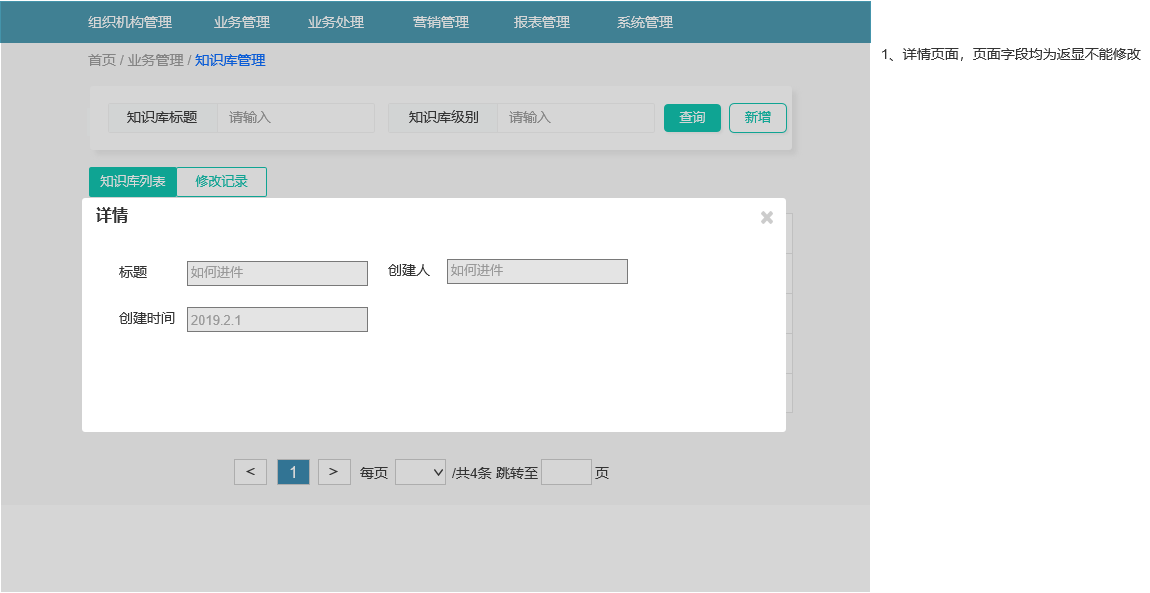 组织机构管理 业务管理 业务处理 营销管理 报表管理 系统管理
首页 / 业务管理 / 知识库管理
1、详情页面，页面字段均为返显不能修改
知识库标题 请输入 知识库级别 请输入 查询 新增
知识库列表 修改记录
详情
标题 如何进件 创建人 如何进件
创建时间 2019.2.1
< 1 > 每页 /共4条 跳转至 页